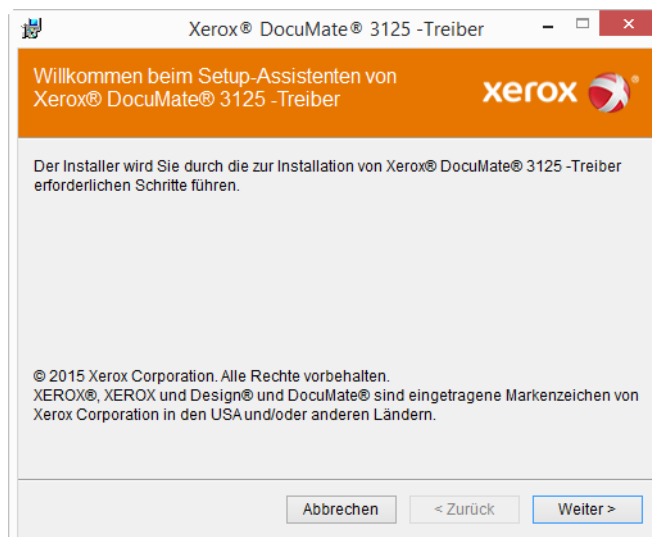 Xerox® DocuMate® 3125 -Treiber
Willkommen beim Setup-Assistenten von
Xerox® DocuMate® 3125 -Treiber
xerox
Der Installer wird Sie durch die zur Installation von Xerox® DocuMate® 3125 -Treiber
erforderlichen Schritte führen.
© 2015 Xerox Corporation. Alle Rechte vorbehalten.
XEROX®, XEROX und Design® und DocuMate® sind eingetragene Markenzeichen von
Xerox Corporation in den USA und/oder anderen Ländern.
Abbrechen
< Zurück
Weiter >